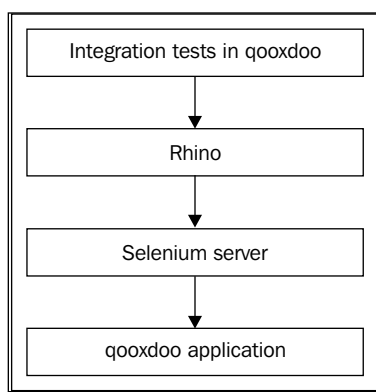 Integration tests in qooxdoo
Rhino
Selenium server
qooxdoo application